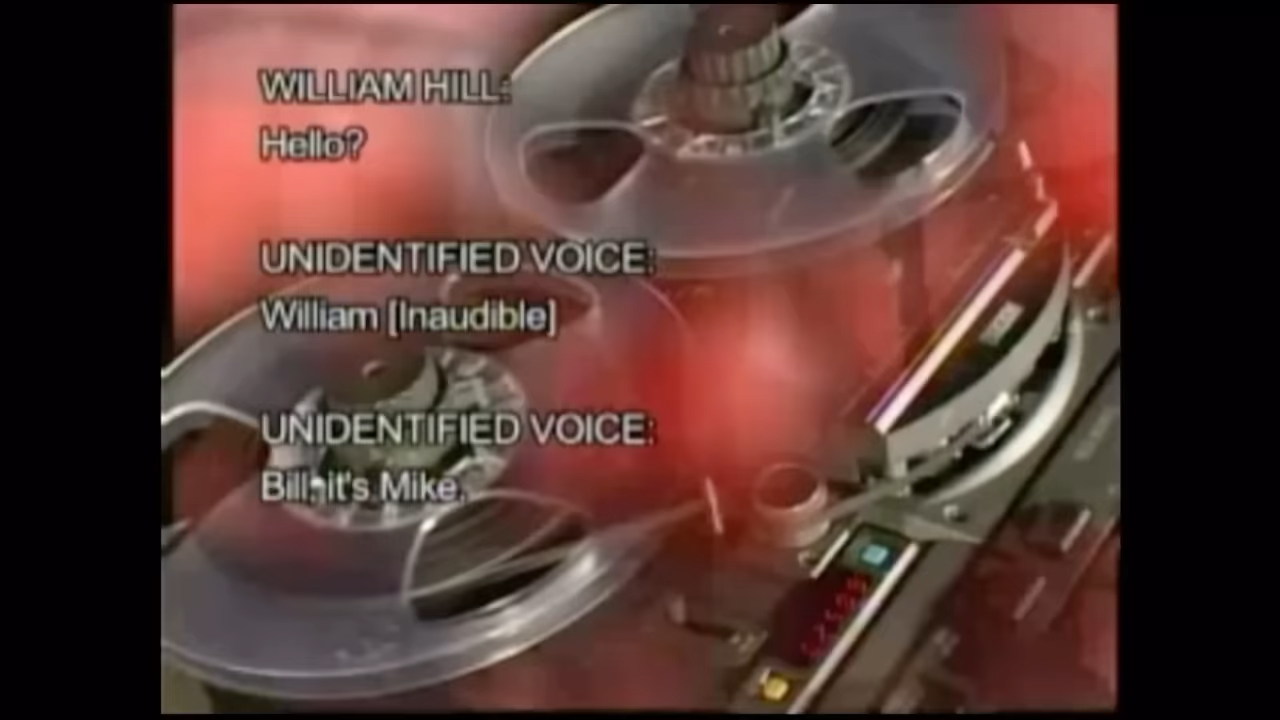 WILLIAM HILL:
Hello?
UNIDENTIFIED VOICE:
William [Inaudible]
UNIDENTIFIED VOICE:
Bill, it's Mike.